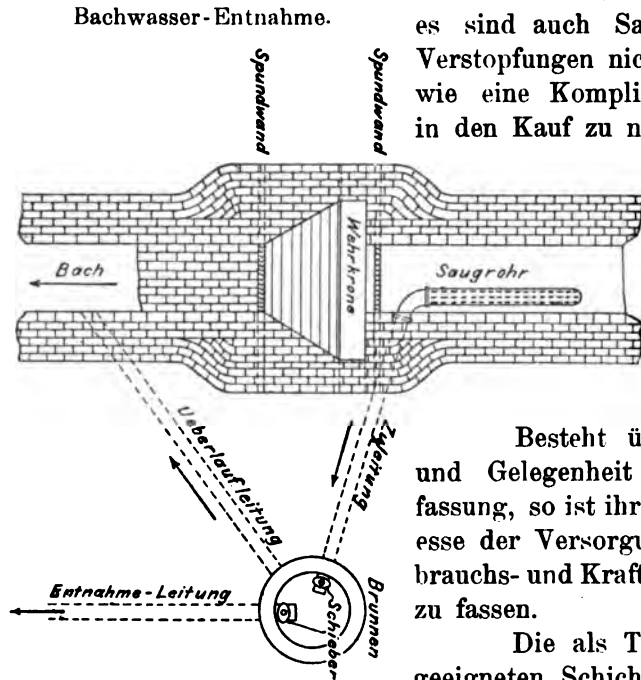 Bachwasser-Entnahme.
es sind auch Sa
Verstopfungen nic
wie eine Kompli
in den Kauf zu n
Spundwand
Spundwand
Bach
Wehrkrone
Saugrohr
Ueberlaufleitung
Zuleitung
Entnahme-Leitung
Brunnen
Schieber
Besteht ü
und Gelegenheit
fassung, so ist ihr
esse der Versorgu
brauchs- und Kraft
zu fassen.
Die als T
geeigneten Schich